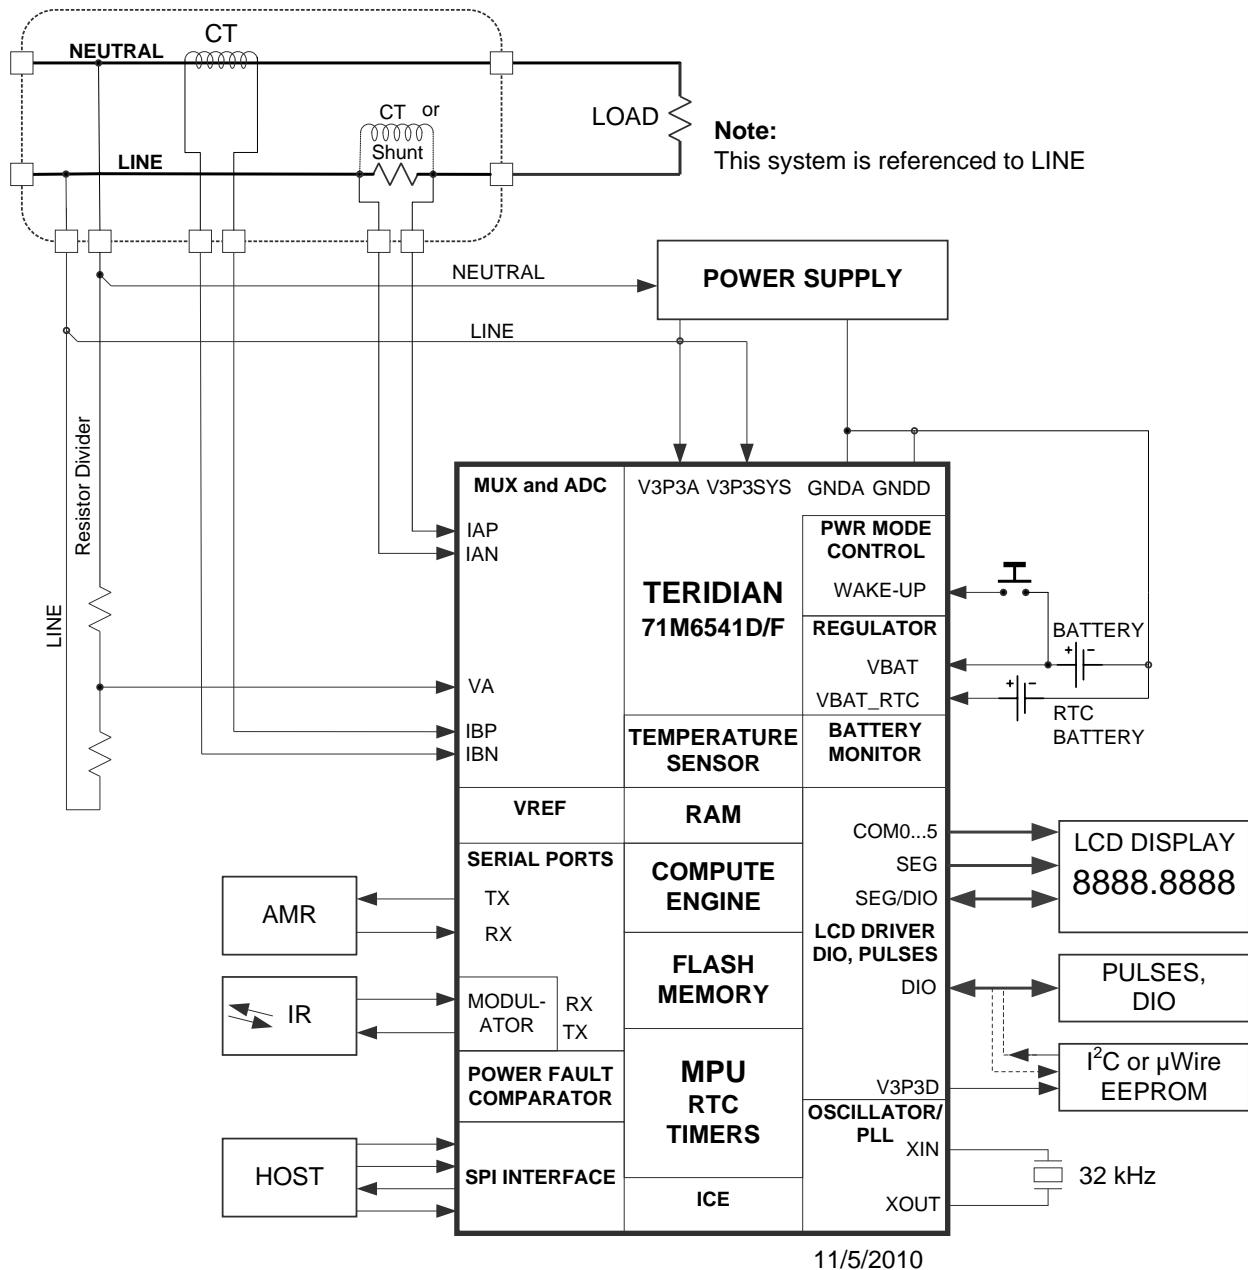 CT
NEUTRAL
CT or
Shunt
LINE
LOAD
Note:
This system is referenced to LINE
NEUTRAL
POWER SUPPLY
LINE
Resistor Divider
LINE
MUX and ADC
V3P3A V3P3SYS GNDA GNDD
IAP
IAN
VA
IBP
IBN
TERIDIAN
71M6541D/F
PWR MODE
CONTROL
WAKE-UP
REGULATOR
VBAT
VBAT_RTC
BATTERY
+ -
+ -
RTC
BATTERY
TEMPERATURE
SENSOR
BATTERY
MONITOR
VREF
RAM
SERIAL PORTS
TX
RX
COMPUTE
ENGINE
COM0...5
SEG
SEG/DIO
LCD DRIVER
DIO, PULSES
DIO
LCD DISPLAY
8888.8888
AMR
FLASH
MEMORY
PULSES,
DIO
IR
MODUL-
ATOR
RX
TX
I²C or µWire
EEPROM
POWER FAULT
COMPARATOR
MPU
RTC
TIMERS
V3P3D
OSCILLATOR/
PLL
XIN
XOUT
32 kHz
HOST
SPI INTERFACE
ICE
11/5/2010